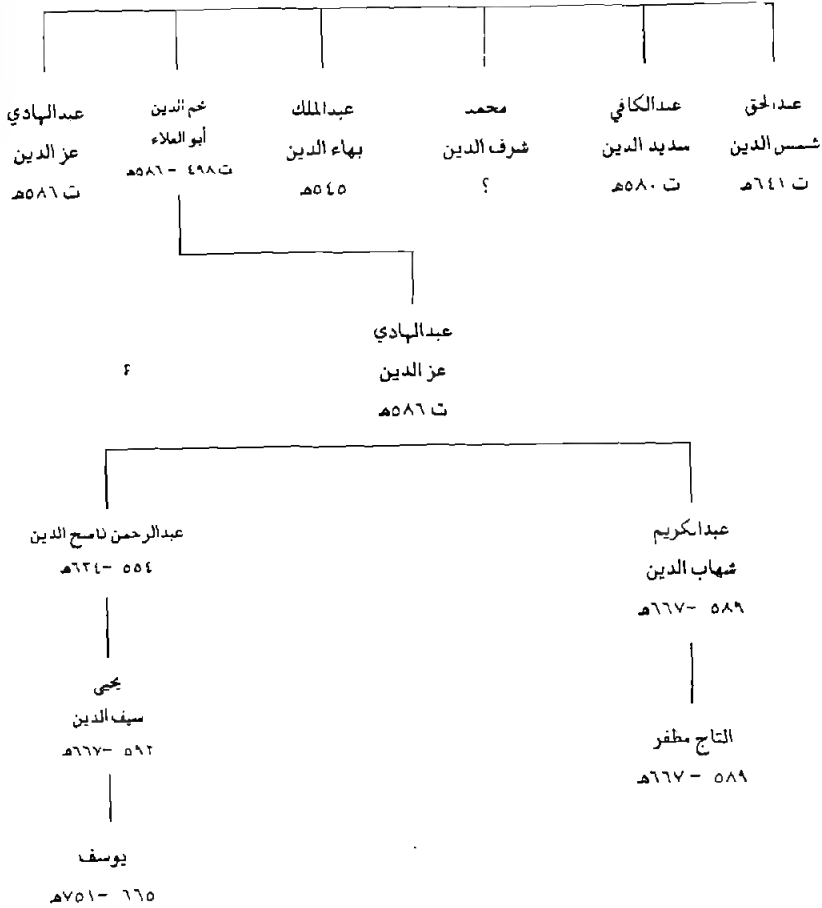 عبدالحق
شمس الدين
ت ٦٤١هـ
عبدالكافي
سديد الدين
ت ٥٨٠هـ
محمد
شرف الدين
؟
عبدالملك
بهاء الدين
٥٤٥هـ
نجم الدين
أبو العلاء
ت ٤٩٨ – ٥٨٦هـ
عبدالهادي
عز الدين
ت ٥٨٦هـ
عبدالهادي
عز الدين
؟
ت ٥٨٦هـ
عبدالكريم
شهاب الدين
٥٨٩ – ٦٦٧هـ
التاج مظفر
٥٨٩ – ٦٦٧هـ
عبدالرحمن ناصح الدين
٥٥٤ – ٦٣٤هـ
يحيى
سيف الدين
٥٩٢ – ٦٦٧هـ
يوسف
٦٦٥ – ٧٥١هـ